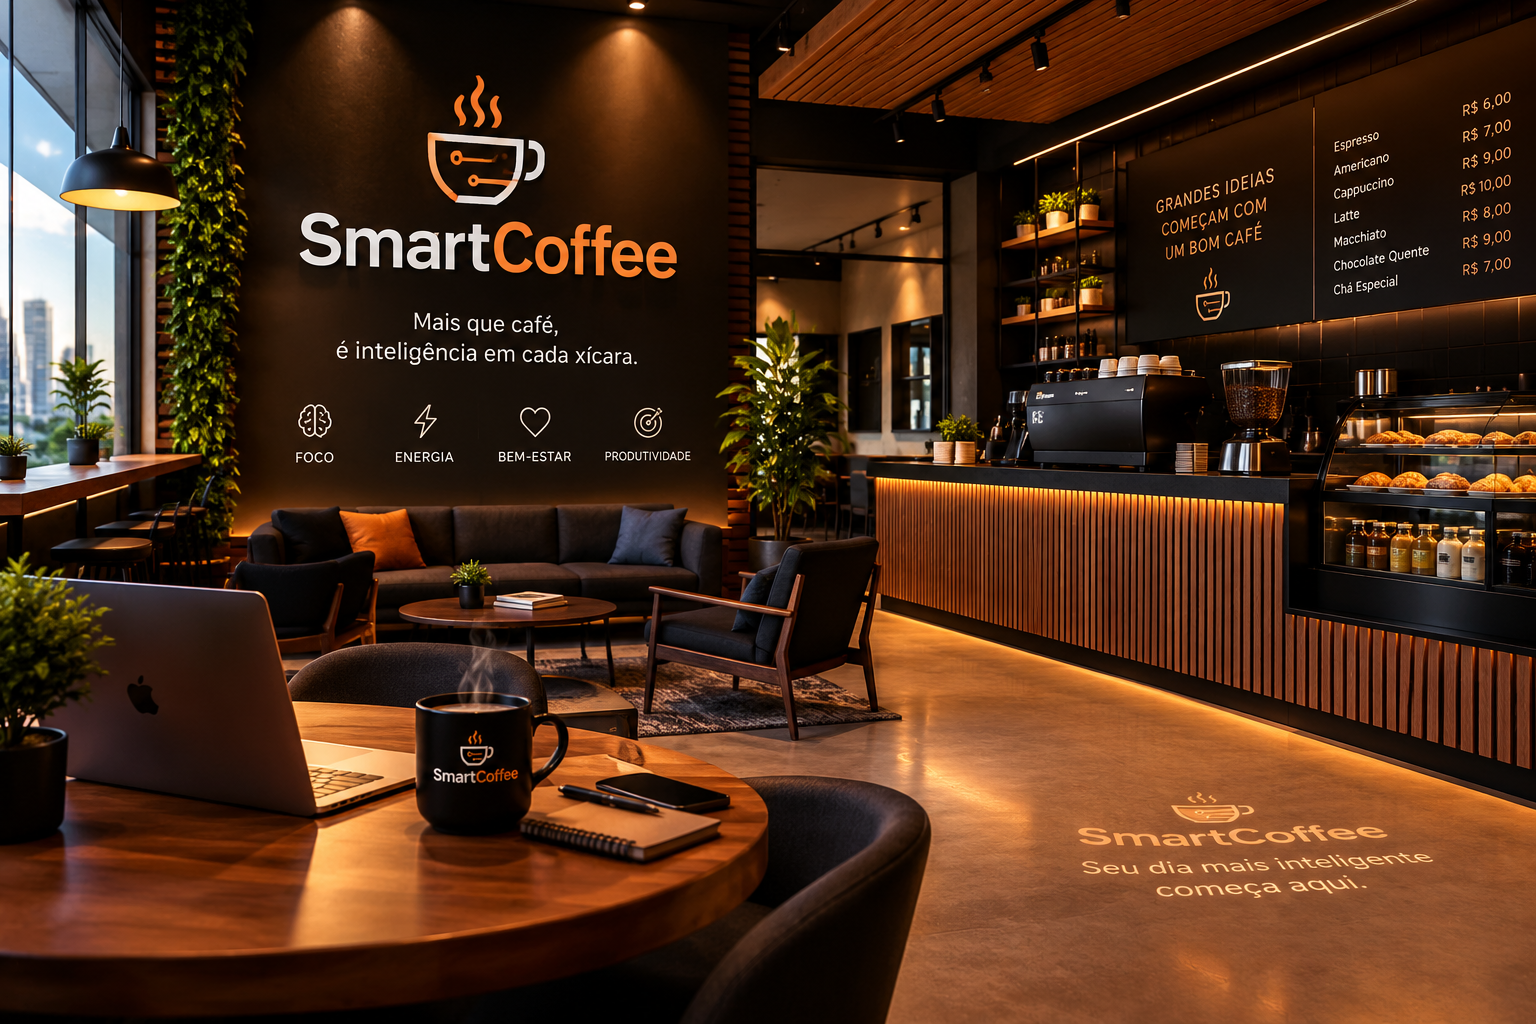 SmartCoffee
Mais que café,
é inteligência em cada xícara.
FOCO
ENERGIA
BEM-ESTAR
PRODUTIVIDADE
GRANDES IDEIAS
COMEÇAM COM
UM BOM CAFÉ
Espresso R$ 6,00
Americano R$ 7,00
Cappuccino R$ 9,00
Latte R$ 10,00
Macchiato R$ 8,00
Chocolate Quente R$ 9,00
Chá Especial R$ 7,00
SmartCoffee
SmartCoffee
Seu dia mais inteligente
começa aqui.